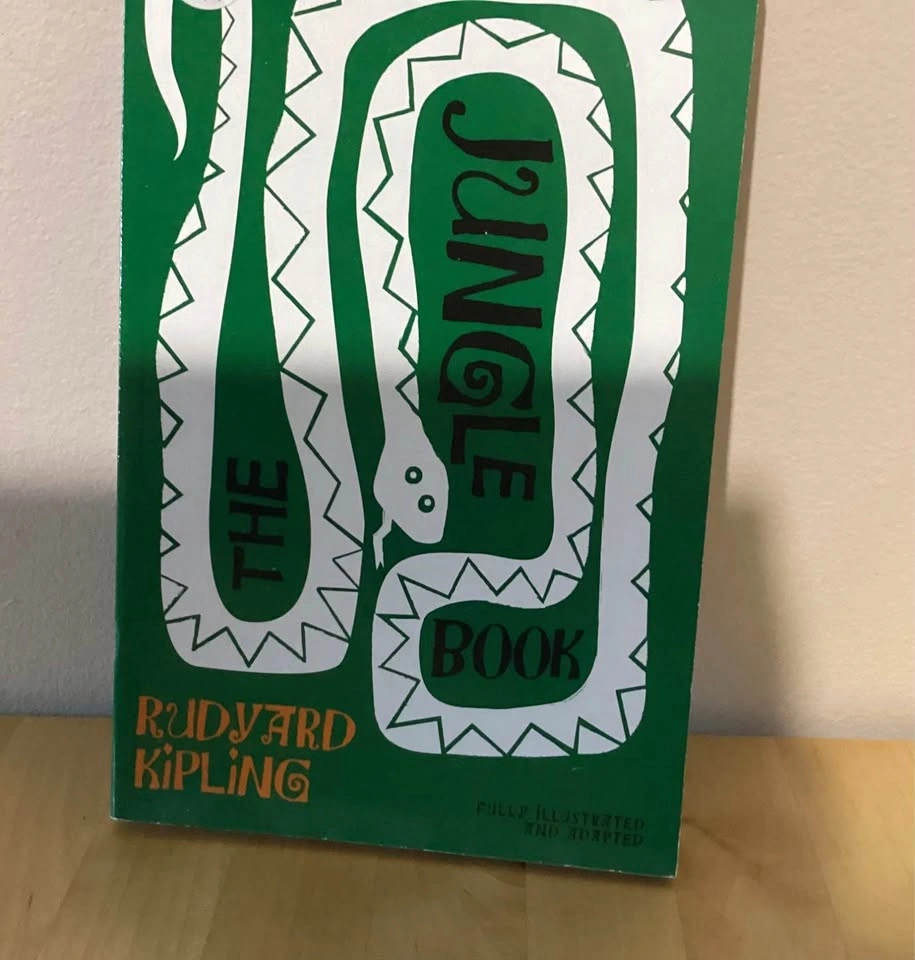 THE
JUNGLE
BOOK
RUDYARD
KiPLiNG
FULLY ILLUSTRATED
AND ADAPTED